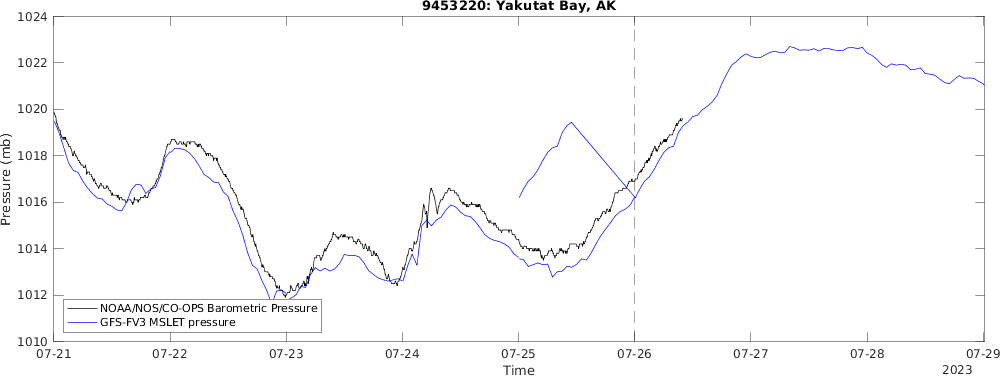 9453220: Yakutat Bay, AK
1024
1022
1020
1018
1016
1014
1012
1010
Pressure (mb)
NOAA/NOS/CO-OPS Barometric Pressure
GFS-FV3 MSLET pressure
07-21 07-22 07-23 07-24 07-25 07-26 07-27 07-28 07-29
Time
2023